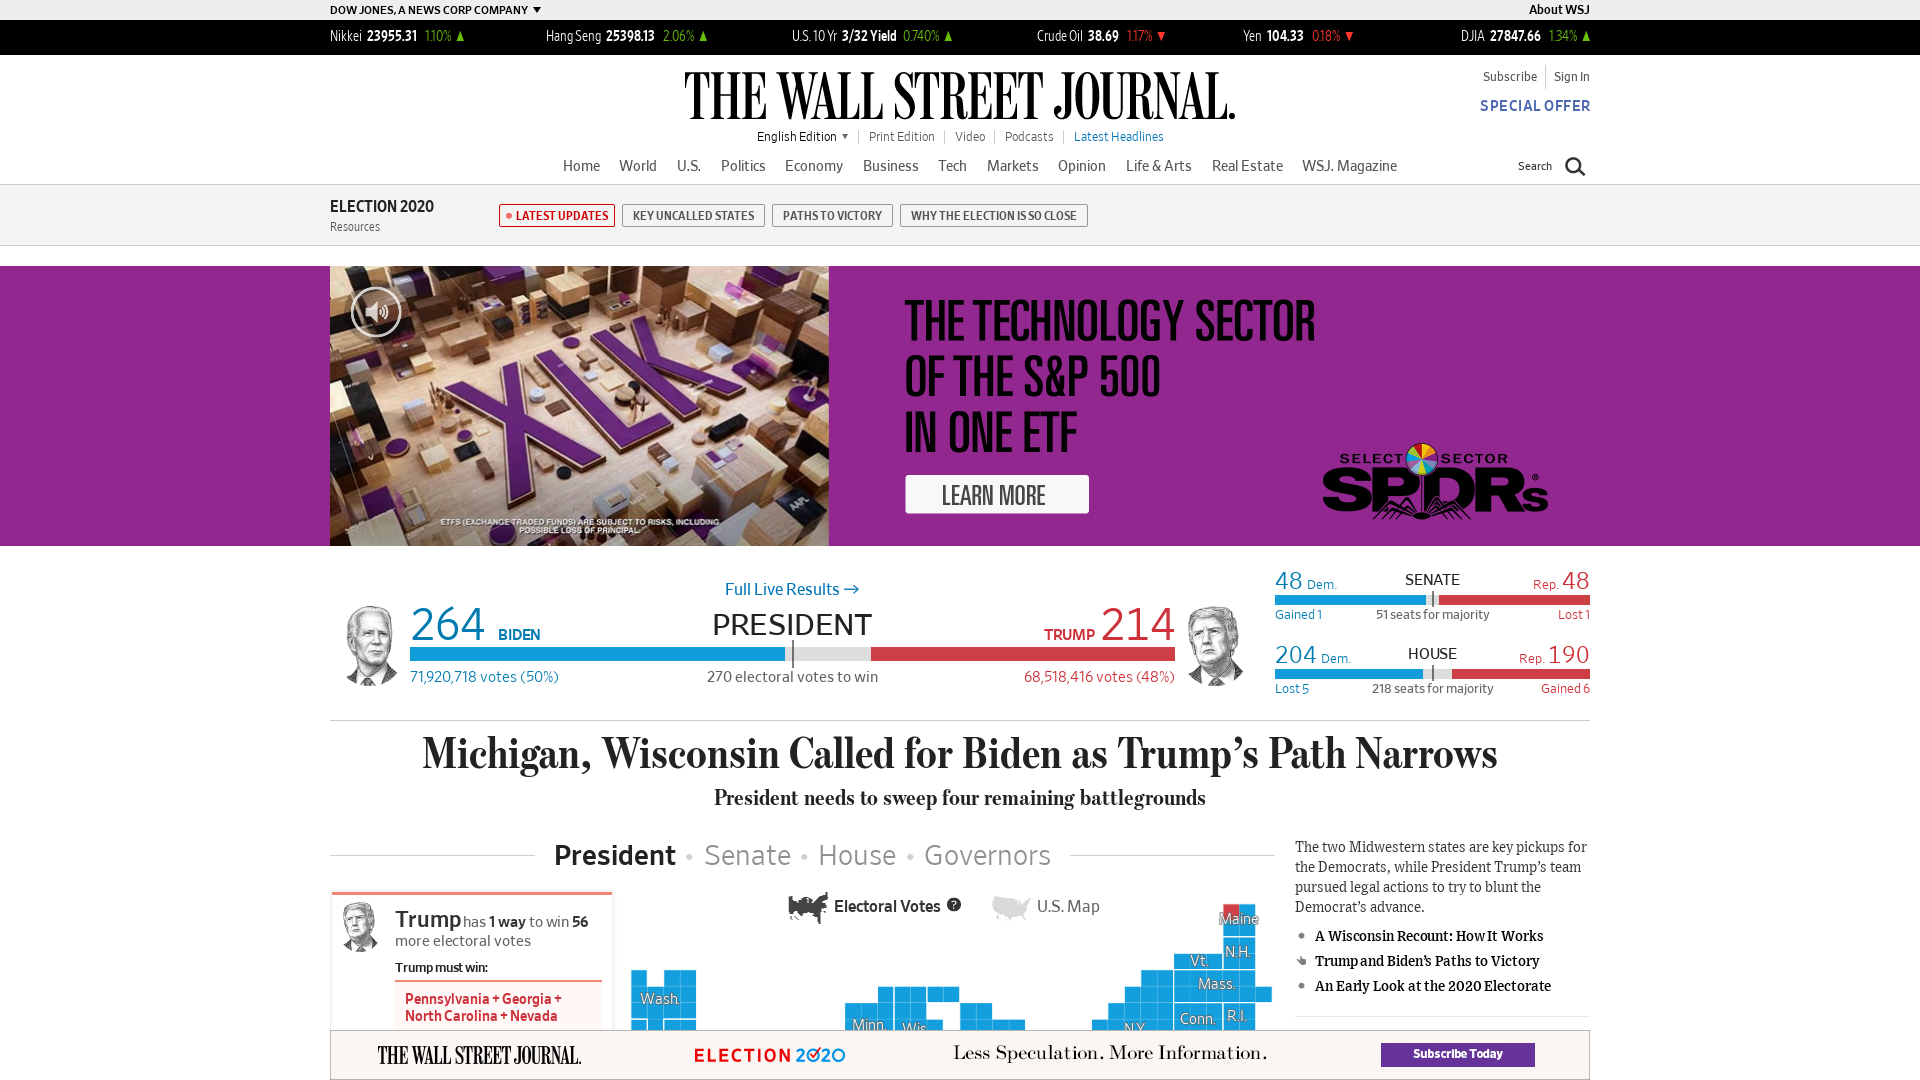 DOW JONES, A NEWS CORP COMPANY
About WSJ
Nikkei 23955.31 1.10%
Hang Seng 25398.13 2.06%
U.S. 10 Yr 3/32 Yield 0.740%
Crude Oil 38.69 1.17%
Yen 104.33 0.18%
DJIA 27847.66 1.34%
THE WALL STREET JOURNAL.
Subscribe
Sign In
SPECIAL OFFER
English Edition
Print Edition
Video
Podcasts
Latest Headlines
Home World U.S. Politics Economy Business Tech Markets Opinion Life & Arts Real Estate WSJ. Magazine
Search
ELECTION 2020
Resources
LATEST UPDATES
KEY UNCALLED STATES
PATHS TO VICTORY
WHY THE ELECTION IS SO CLOSE
XLK
AAPL
ETFS (EXCHANGE TRADED FUNDS) ARE SUBJECT TO RISKS, INCLUDING
POSSIBLE LOSS OF PRINCIPAL.
THE TECHNOLOGY SECTOR
OF THE S&P 500
IN ONE ETF
LEARN MORE
SELECT SECTOR
SPDRs®
Full Live Results →
264 BIDEN
PRESIDENT
TRUMP 214
71,920,718 votes (50%)
270 electoral votes to win
68,518,416 votes (48%)
48 Dem.
SENATE
Rep. 48
Gained 1
51 seats for majority
Lost 1
204 Dem.
HOUSE
Rep. 190
Lost 5
218 seats for majority
Gained 6
Michigan, Wisconsin Called for Biden as Trump’s Path Narrows
President needs to sweep four remaining battlegrounds
President • Senate • House • Governors
Trump has 1 way to win 56
more electoral votes
Trump must win:
Pennsylvania + Georgia +
North Carolina + Nevada
Electoral Votes ?
U.S. Map
Maine
N.H.
Vt.
Mass.
Wash.
Conn.
R.I.
Minn.
Wis.
N.Y.
The two Midwestern states are key pickups for
the Democrats, while President Trump’s team
pursued legal actions to try to blunt the
Democrat’s advance.
A Wisconsin Recount: How It Works
Trump and Biden’s Paths to Victory
An Early Look at the 2020 Electorate
THE WALL STREET JOURNAL.
ELECTION 2020
Less Speculation. More Information.
Subscribe Today